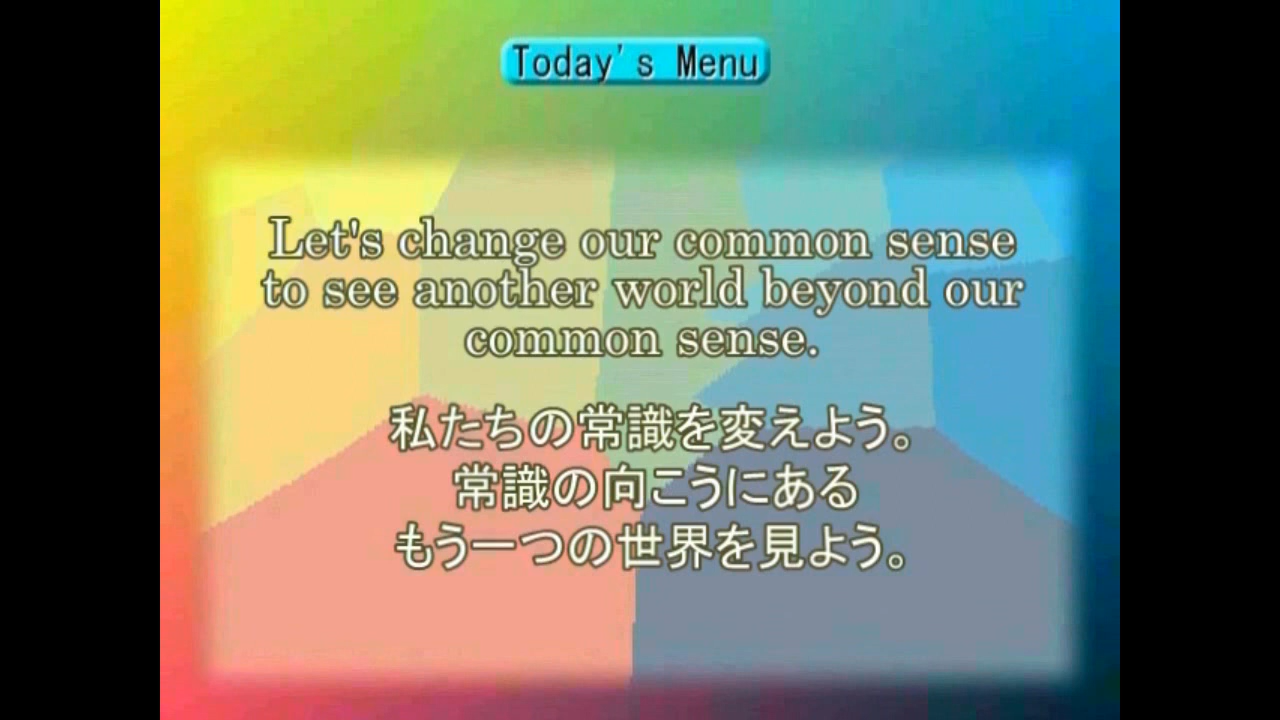 Today's Menu
Let's change our common sense
to see another world beyond our
common sense.
私たちの常識を変えよう。
常識の向こうにある
もう一つの世界を見よう。